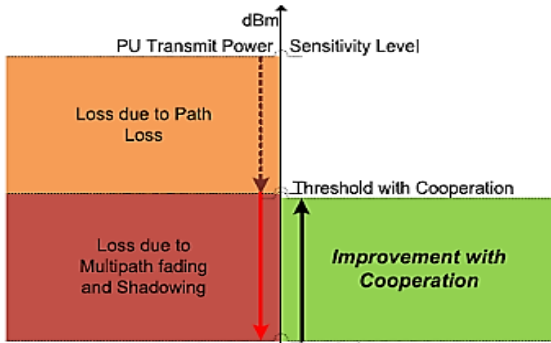 dBm
PU Transmit Power
Sensitivity Level
Loss due to Path
Loss
Threshold with Cooperation
Loss due to
Multipath fading
and Shadowing
Improvement with
Cooperation